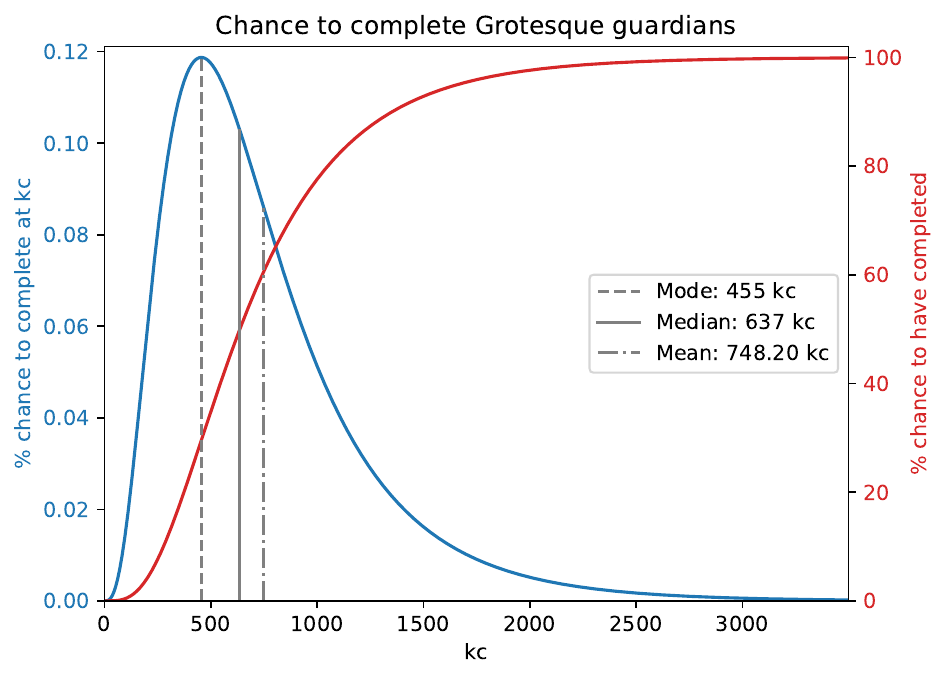 Chance to complete Grotesque guardians
% chance to complete at kc
0.12
0.10
0.08
0.06
0.04
0.02
0.00
Mode: 455 kc
Median: 637 kc
Mean: 748.20 kc
100
80
60
40
20
0
% chance to have completed
0 500 1000 1500 2000 2500 3000
kc